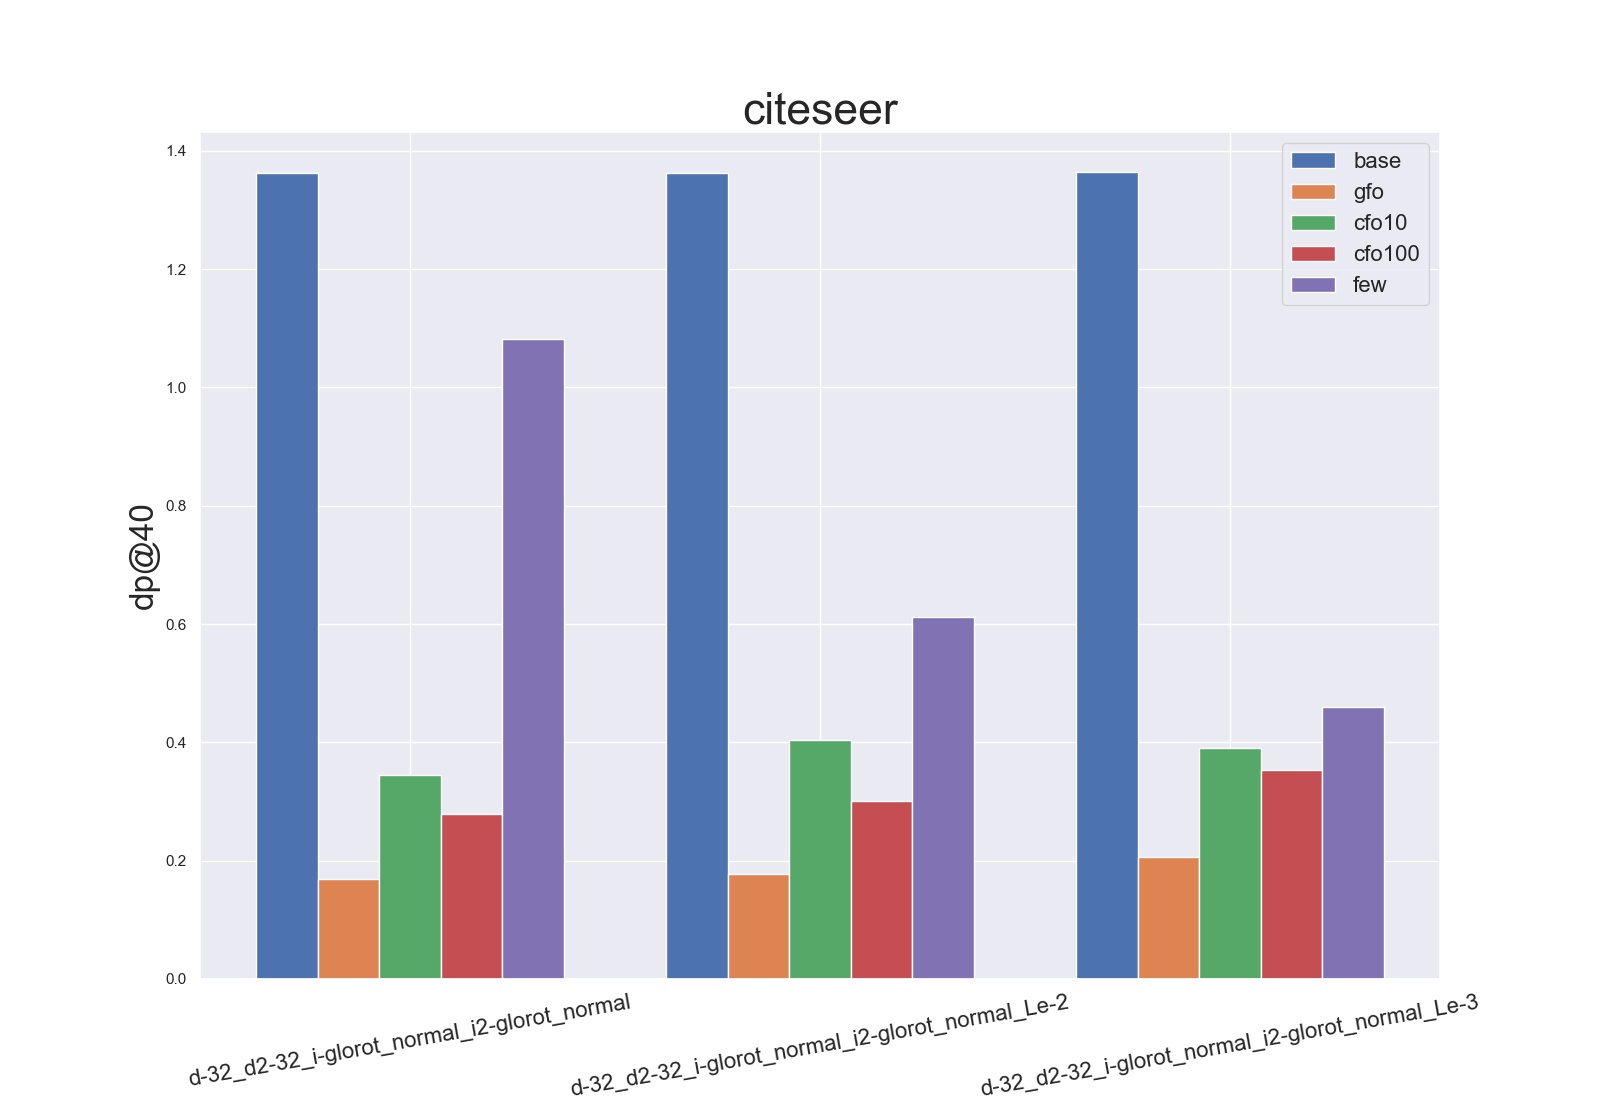 citeseer
1.4
1.2
1.0
0.8
0.6
0.4
0.2
0.0
dp@40
base
gfo
cfo10
cfo100
few
d-32_d2-32_i-glorot_normal_i2-glorot_normal
d-32_d2-32_i-glorot_normal_i2-glorot_normal_Le-2
d-32_d2-32_i-glorot_normal_i2-glorot_normal_Le-3